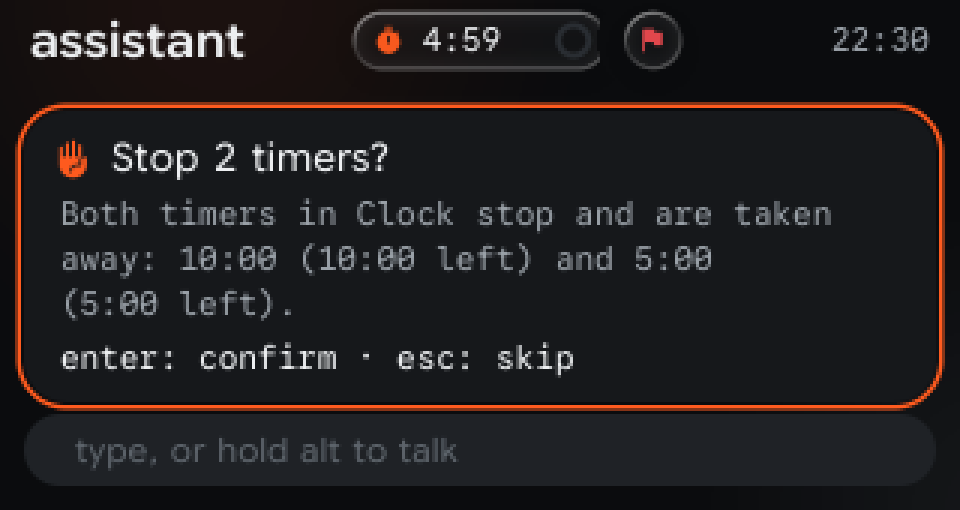 assistant
4:59
22:30
Stop 2 timers?
Both timers in Clock stop and are taken
away: 10:00 (10:00 left) and 5:00
(5:00 left).
enter: confirm · esc: skip
type, or hold alt to talk